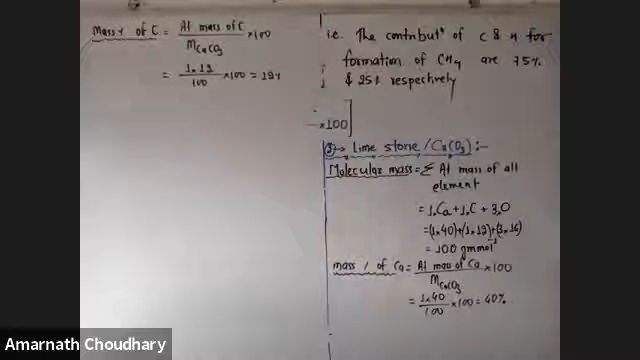 Mass % of C = At mass of C / MCaCO3 × 100
= 1×12 / 100 ×100 = 12%
i.e. The contribut° of C & H for
formation of CH4 are 75%
& 25% respectively
×100]
③→ Lime stone / CaCO3) :-
Molecular mass = Σ At mass of all
element
= 1.Ca + 1.C + 3.O
= (1×40)+(1×12)+(3×16)
= 100 gmmol-1
mass % of Ca = At mass of Ca / MCaCO3 ×100
= 1×40 / 100 ×100 = 40%
Amarnath Choudhary